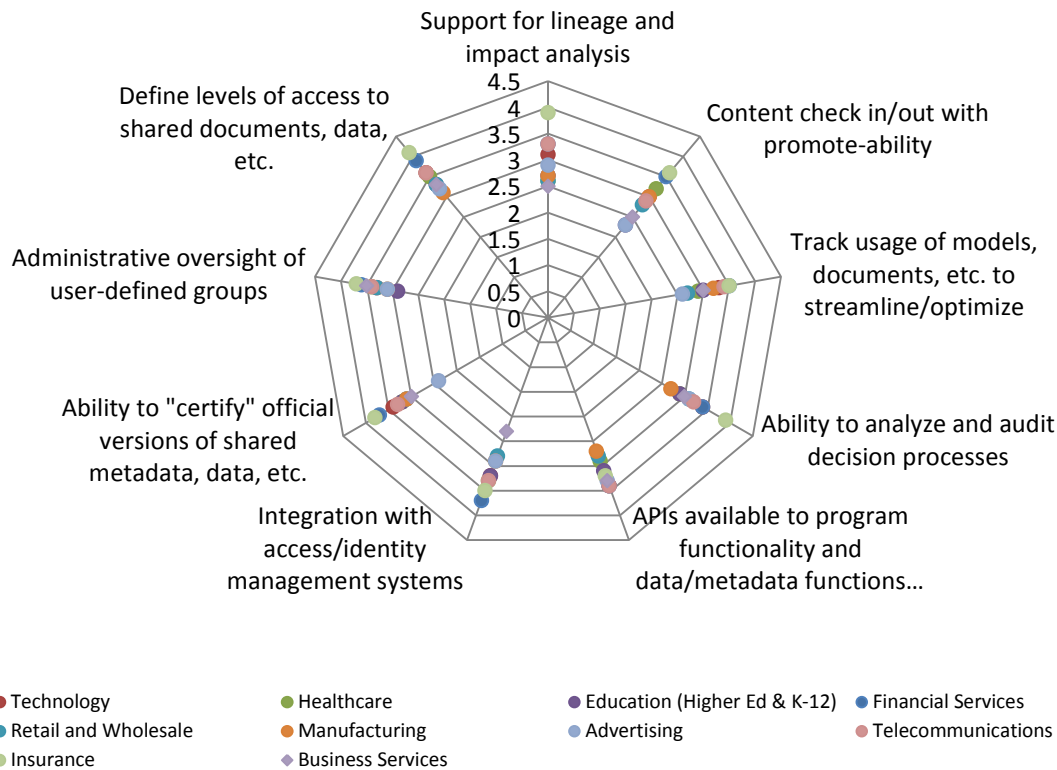 Support for lineage and
impact analysis
Content check in/out with
promote-ability
Track usage of models,
documents, etc. to
streamline/optimize
Ability to analyze and audit
decision processes
APIs available to program
functionality and
data/metadata functions...
Integration with
access/identity
management systems
Ability to "certify" official
versions of shared
metadata, data, etc.
Administrative oversight of
user-defined groups
Define levels of access to
shared documents, data,
etc.
4.5
4
3.5
3
2.5
2
1.5
1
0.5
0
Technology
Healthcare
Education (Higher Ed & K-12)
Financial Services
Retail and Wholesale
Manufacturing
Advertising
Telecommunications
Insurance
Business Services